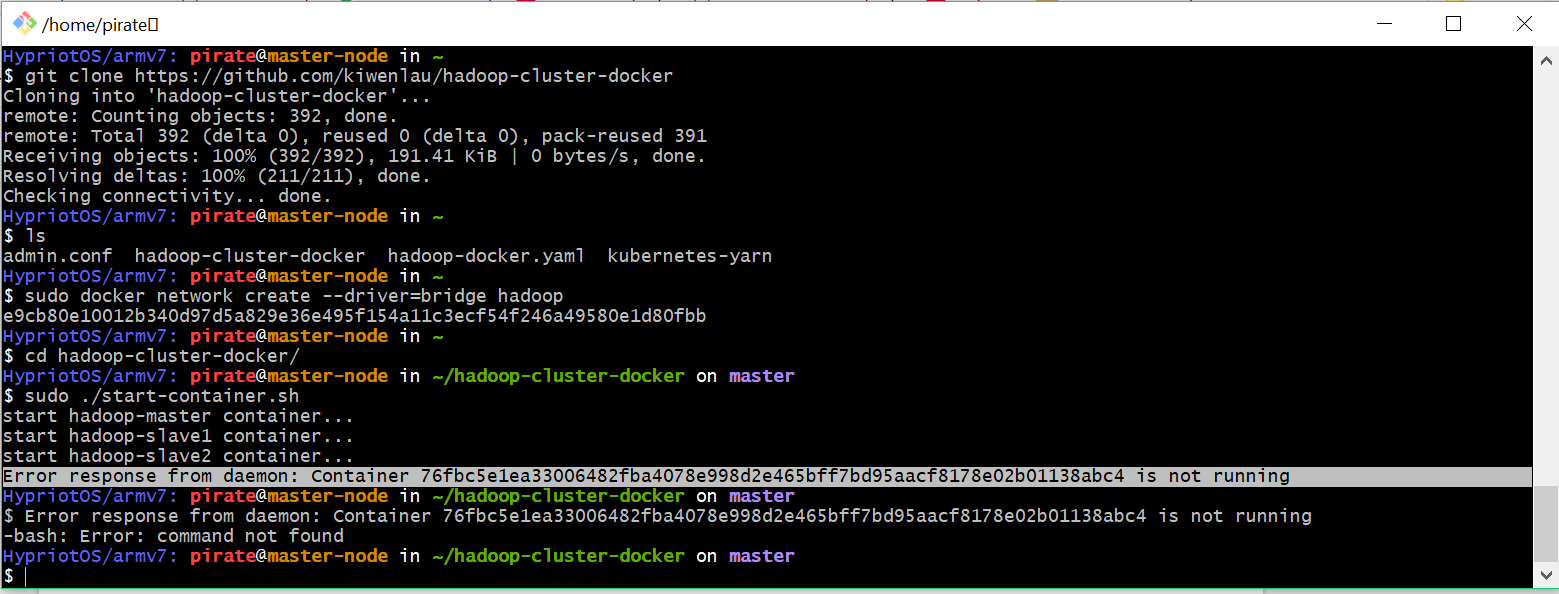 /home/pirate
HypriotOS/armv7: pirate@master-node in ~
$ git clone https://github.com/kiwenlau/hadoop-cluster-docker
Cloning into 'hadoop-cluster-docker'...
remote: Counting objects: 392, done.
remote: Total 392 (delta 0), reused 0 (delta 0), pack-reused 391
Receiving objects: 100% (392/392), 191.41 KiB | 0 bytes/s, done.
Resolving deltas: 100% (211/211), done.
Checking connectivity... done.
HypriotOS/armv7: pirate@master-node in ~
$ ls
admin.conf  hadoop-cluster-docker  hadoop-docker.yaml  kubernetes-yarn
HypriotOS/armv7: pirate@master-node in ~
$ sudo docker network create --driver=bridge hadoop
e9cb80e10012b340d97d5a829e36e495f154a11c3ecf54f246a49580e1d80fbb
HypriotOS/armv7: pirate@master-node in ~
$ cd hadoop-cluster-docker/
HypriotOS/armv7: pirate@master-node in ~/hadoop-cluster-docker on master
$ sudo ./start-container.sh
start hadoop-master container...
start hadoop-slave1 container...
start hadoop-slave2 container...
Error response from daemon: Container 76fbc5e1ea33006482fba4078e998d2e465bff7bd95aacf8178e02b01138abc4 is not running
HypriotOS/armv7: pirate@master-node in ~/hadoop-cluster-docker on master
$ Error response from daemon: Container 76fbc5e1ea33006482fba4078e998d2e465bff7bd95aacf8178e02b01138abc4 is not running
-bash: Error: command not found
HypriotOS/armv7: pirate@master-node in ~/hadoop-cluster-docker on master
$